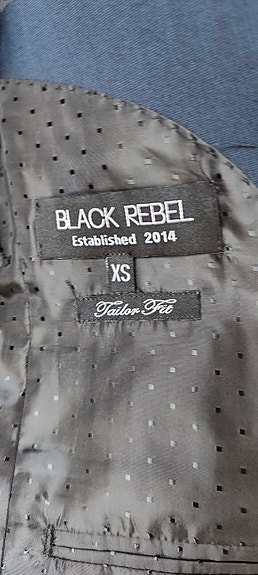 BLACK REBEL
Established 2014
XS
Tailor Fit